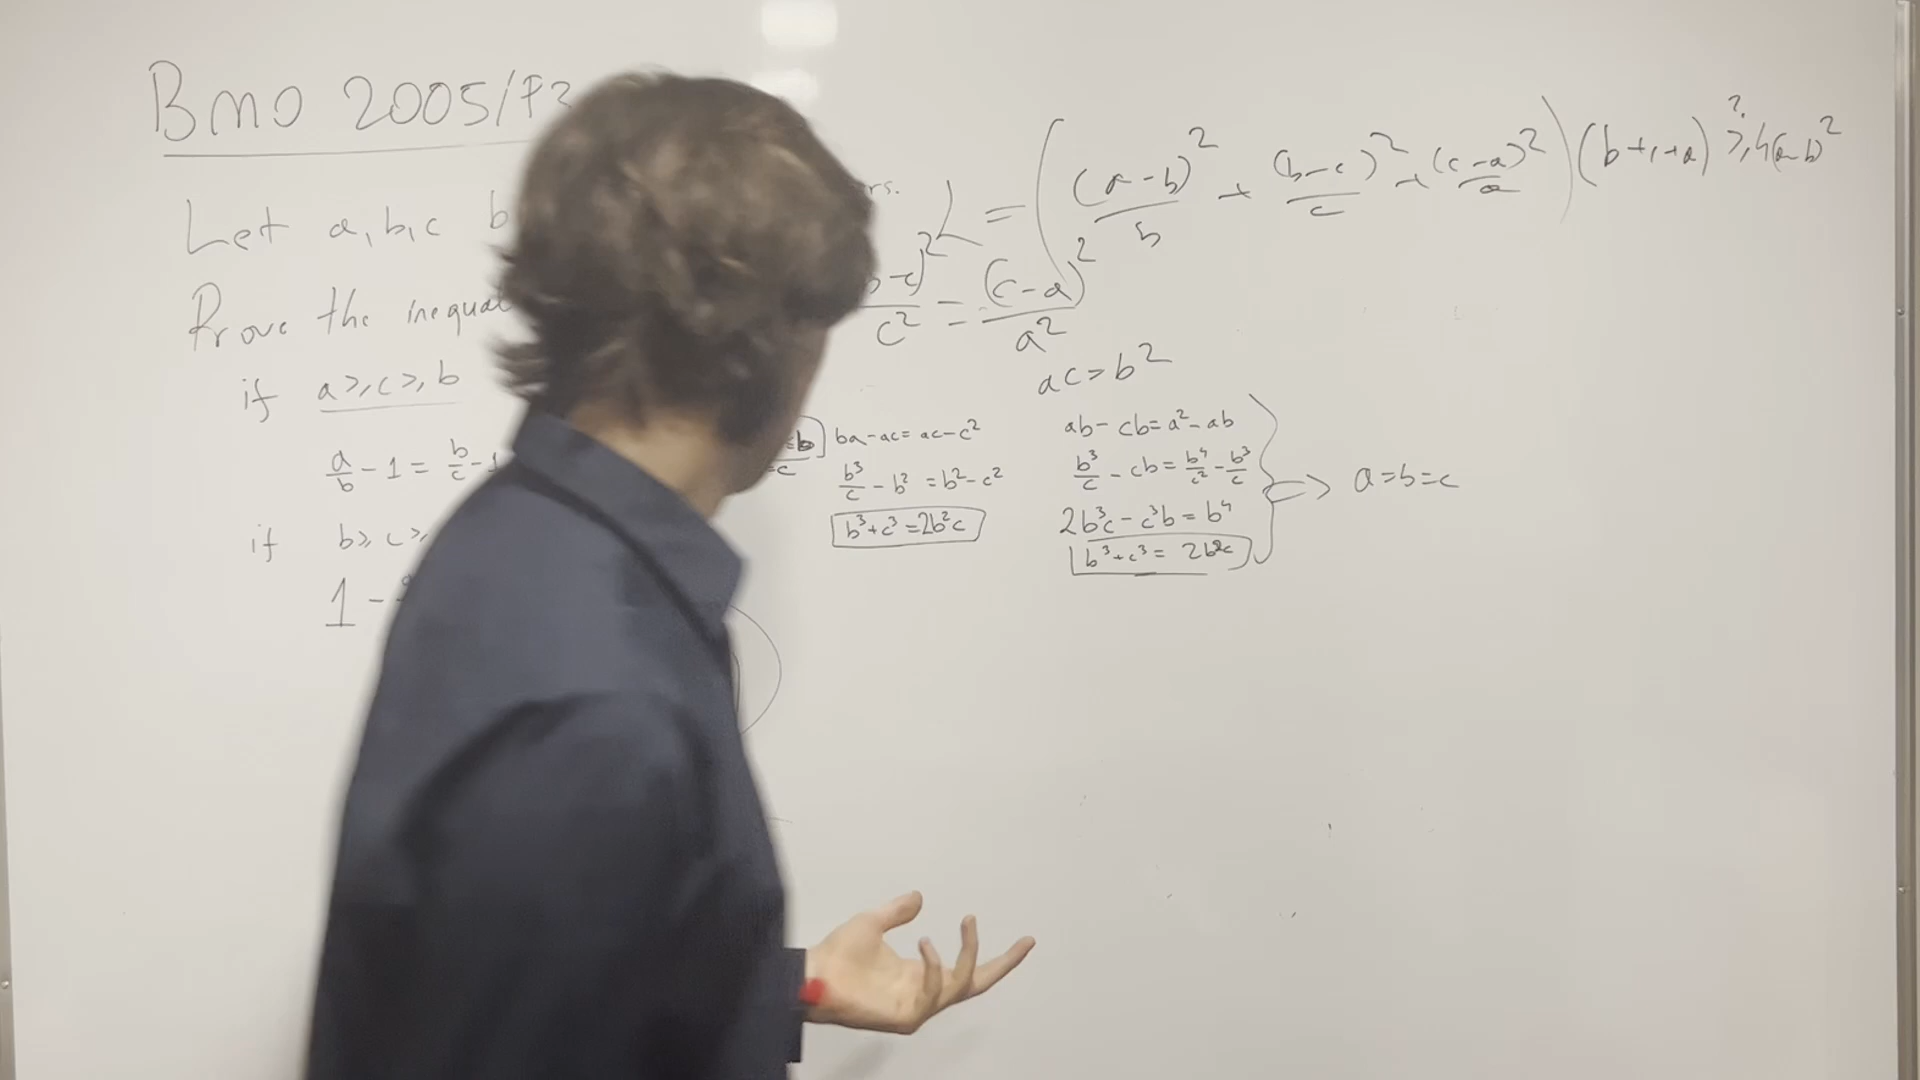 BMO 2005/P3
Let a, b, c b
rs.
L = ( (a-b)²/b + (b-c)²/c + (c-a)²/a ) (b+c+a) ≥? 4(a-b)²
Prove the inequal
b-c)²/c² = (c-a)²/a²
if a≥c≥b
ac=b²
a/b - 1 = b/c - 1
=c
ba-ac=ac-c²
b³/c - b² = b²-c²
b³+c³=2b²c
ab-cb=a²-ab
b³/c - cb = b⁴/c² - b³/c
2b³c - c³b = b⁴
b³+c³= 2b²c
=> a=b=c
if b≥c≥
1 -